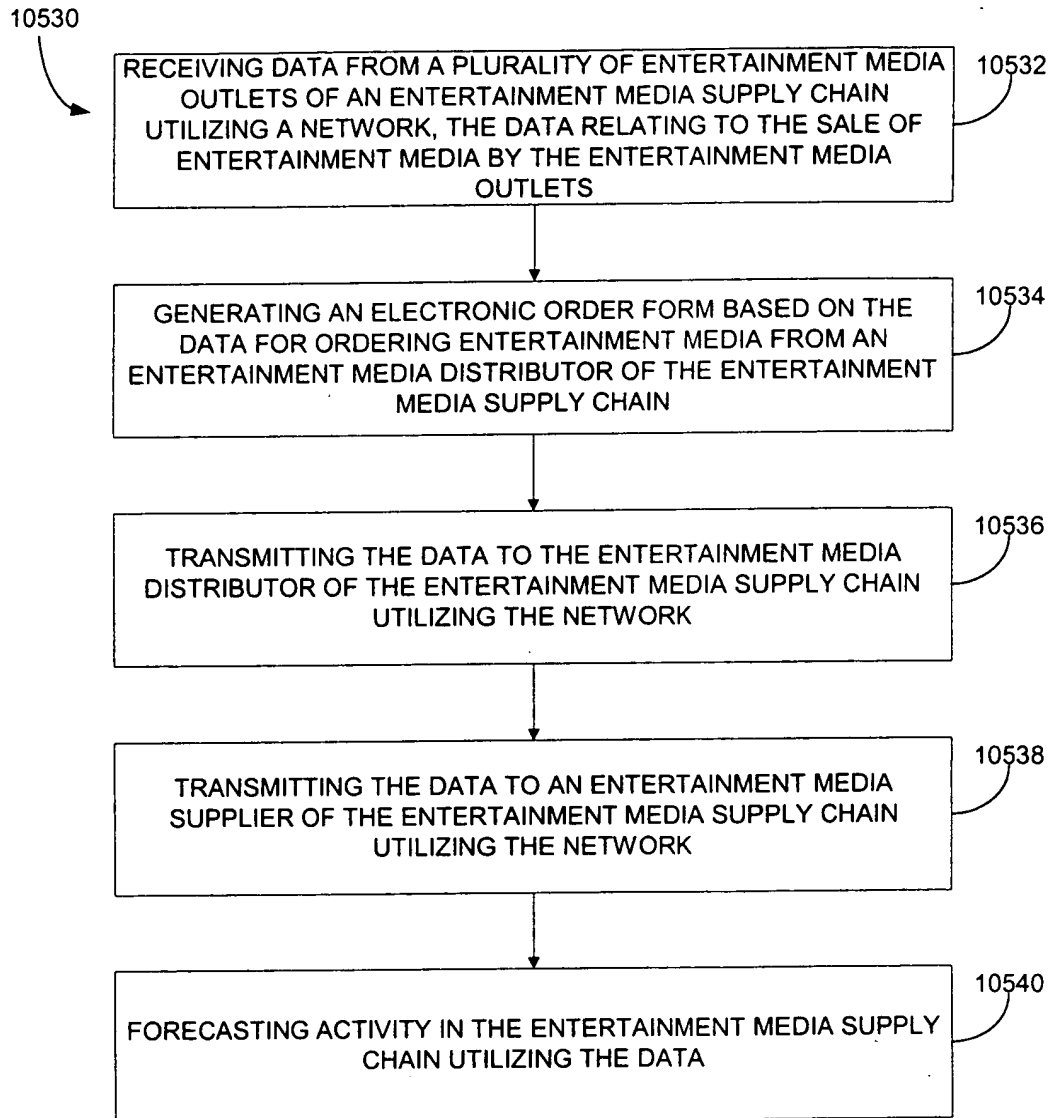 10530
RECEIVING DATA FROM A PLURALITY OF ENTERTAINMENT MEDIA
OUTLETS OF AN ENTERTAINMENT MEDIA SUPPLY CHAIN
UTILIZING A NETWORK, THE DATA RELATING TO THE SALE OF
ENTERTAINMENT MEDIA BY THE ENTERTAINMENT MEDIA
OUTLETS
10532
GENERATING AN ELECTRONIC ORDER FORM BASED ON THE
DATA FOR ORDERING ENTERTAINMENT MEDIA FROM AN
ENTERTAINMENT MEDIA DISTRIBUTOR OF THE ENTERTAINMENT
MEDIA SUPPLY CHAIN
10534
TRANSMITTING THE DATA TO THE ENTERTAINMENT MEDIA
DISTRIBUTOR OF THE ENTERTAINMENT MEDIA SUPPLY CHAIN
UTILIZING THE NETWORK
10536
TRANSMITTING THE DATA TO AN ENTERTAINMENT MEDIA
SUPPLIER OF THE ENTERTAINMENT MEDIA SUPPLY CHAIN
UTILIZING THE NETWORK
10538
FORECASTING ACTIVITY IN THE ENTERTAINMENT MEDIA SUPPLY
CHAIN UTILIZING THE DATA
10540